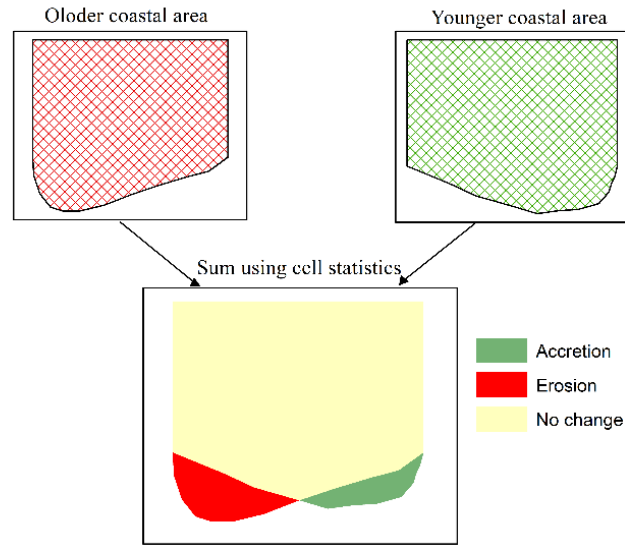 Oloder coastal area
Younger coastal area
Sum using cell statistics
Accretion
Erosion
No change